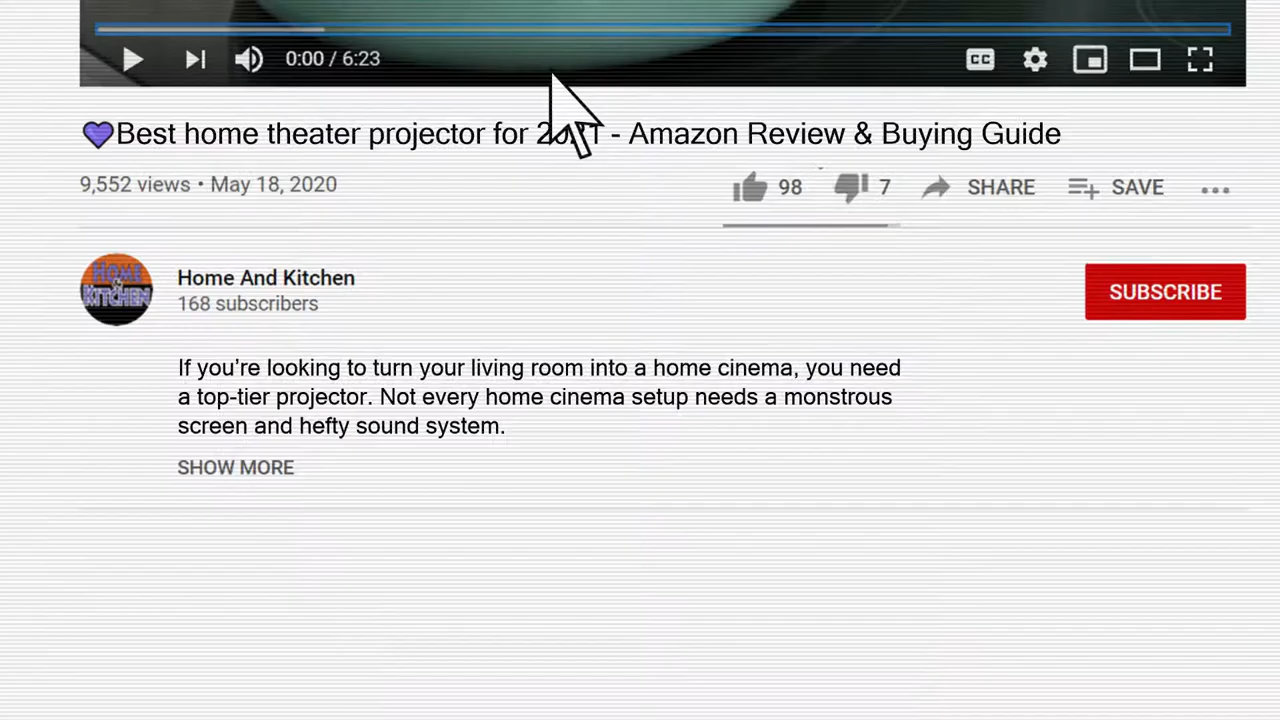 CC
0:00 / 6:23
💜Best home theater projector for - Amazon Review & Buying Guide
9,552 views • May 18, 2020
98 7 SHARE SAVE
HOME
KITCHEN
Home And Kitchen
168 subscribers
SUBSCRIBE
If you're looking to turn your living room into a home cinema, you need
a top-tier projector. Not every home cinema setup needs a monstrous
screen and hefty sound system.
SHOW MORE